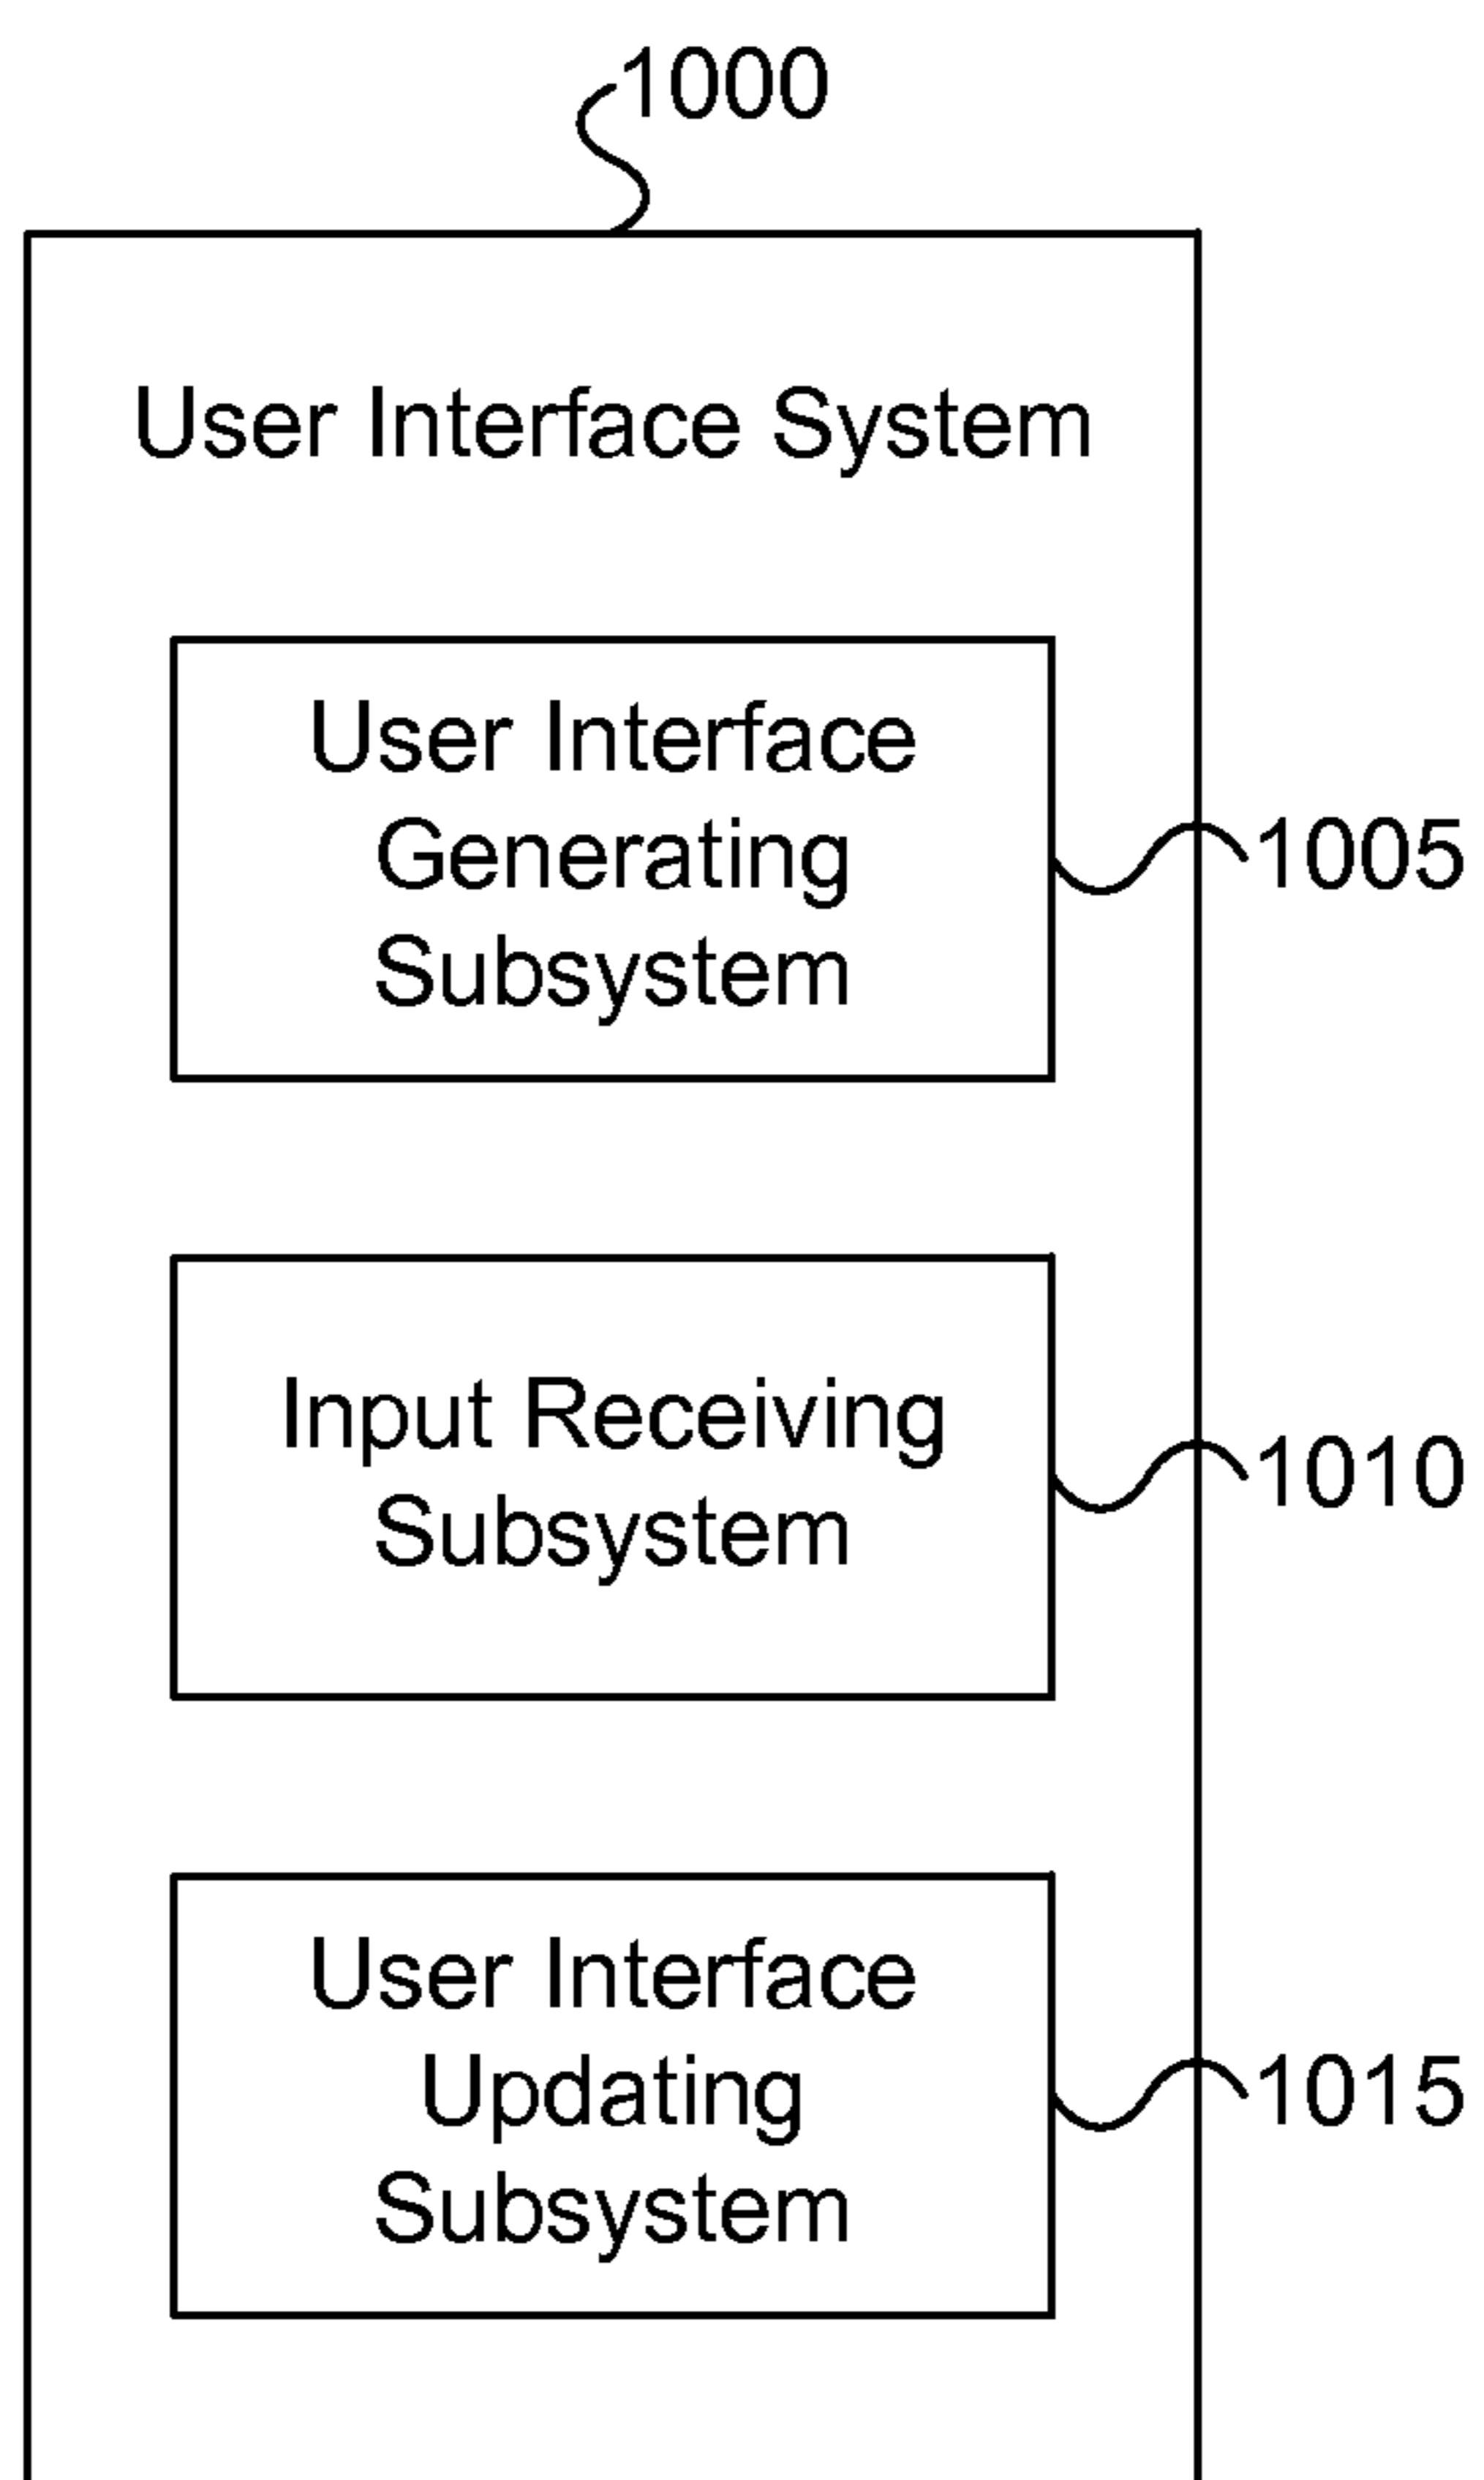 1000
User Interface System
User Interface
Generating
Subsystem
1005
Input Receiving
Subsystem
1010
User Interface
Updating
Subsystem
1015